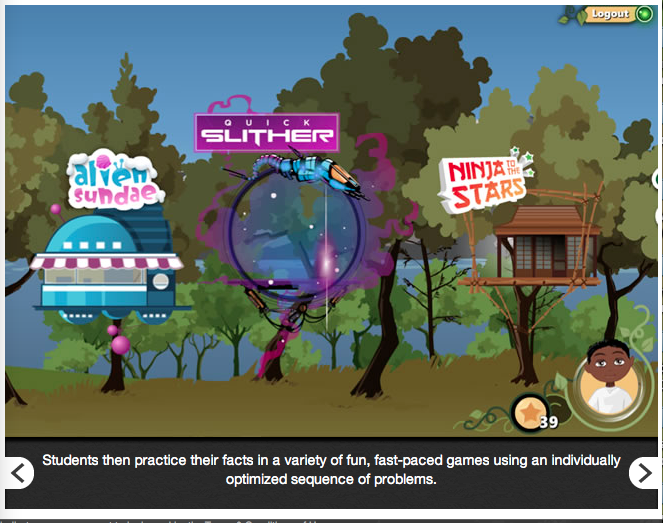 Logout
QUICK
SLITHER
alien
sundae
NINJA TO THE
STARS
39
Students then practice their facts in a variety of fun, fast-paced games using an individually
optimized sequence of problems.